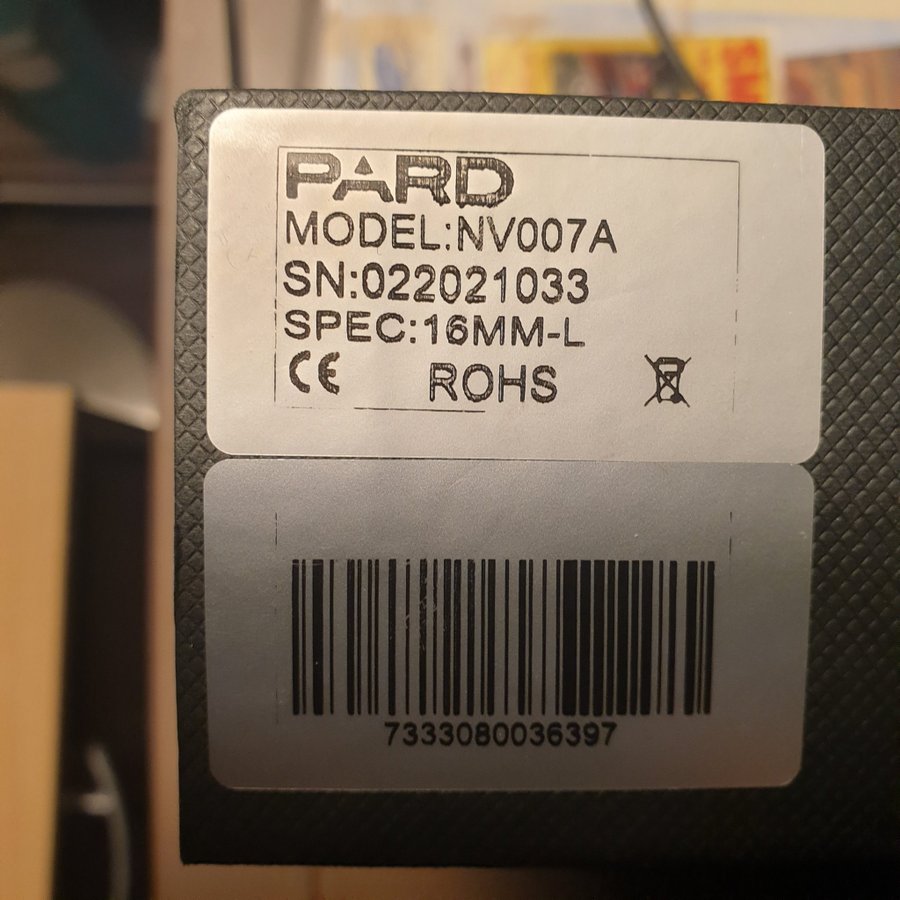 PARD
MODEL:NV007A
SN:022021033
SPEC:16MM-L
CE ROHS
7333080036397